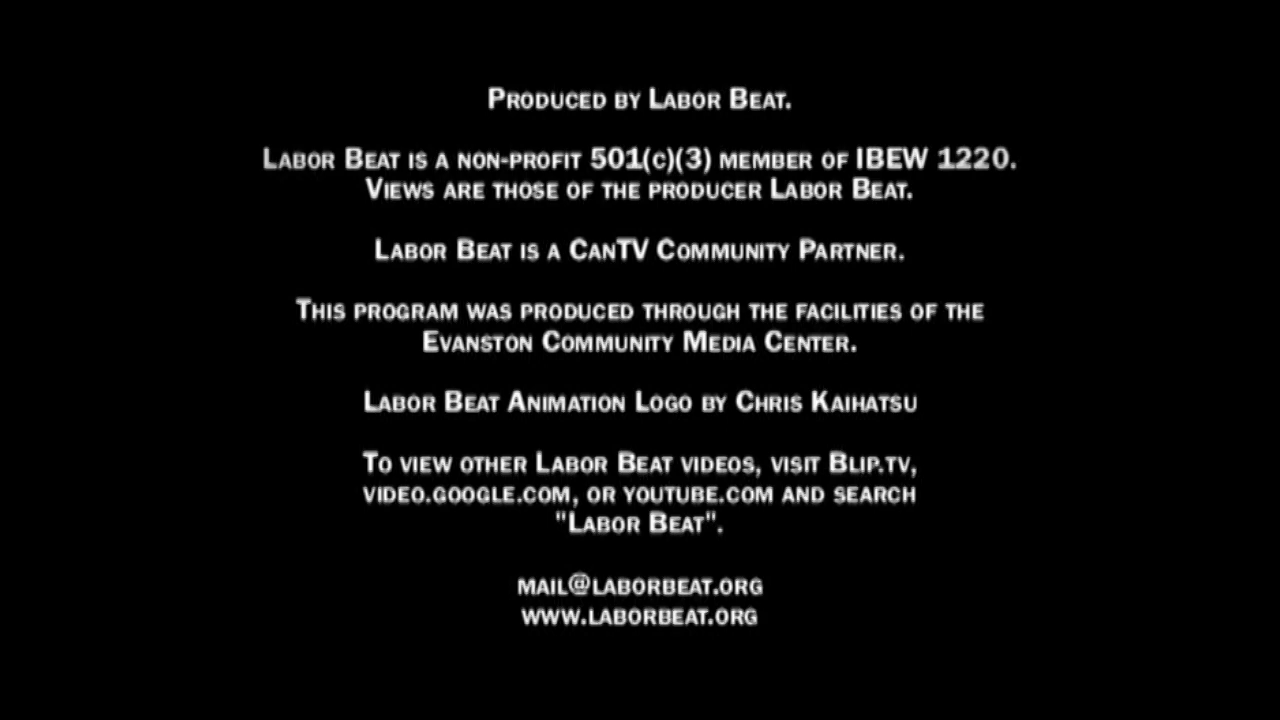 Produced by Labor Beat.
Labor Beat is a non-profit 501(c)(3) member of IBEW 1220.
Views are those of the producer Labor Beat.
Labor Beat is a CanTV Community Partner.
This program was produced through the facilities of the
Evanston Community Media Center.
Labor Beat Animation Logo by Chris Kaihatsu
To view other Labor Beat videos, visit Blip.tv,
video.google.com, or youtube.com and search
"Labor Beat".
mail@laborbeat.org
www.laborbeat.org